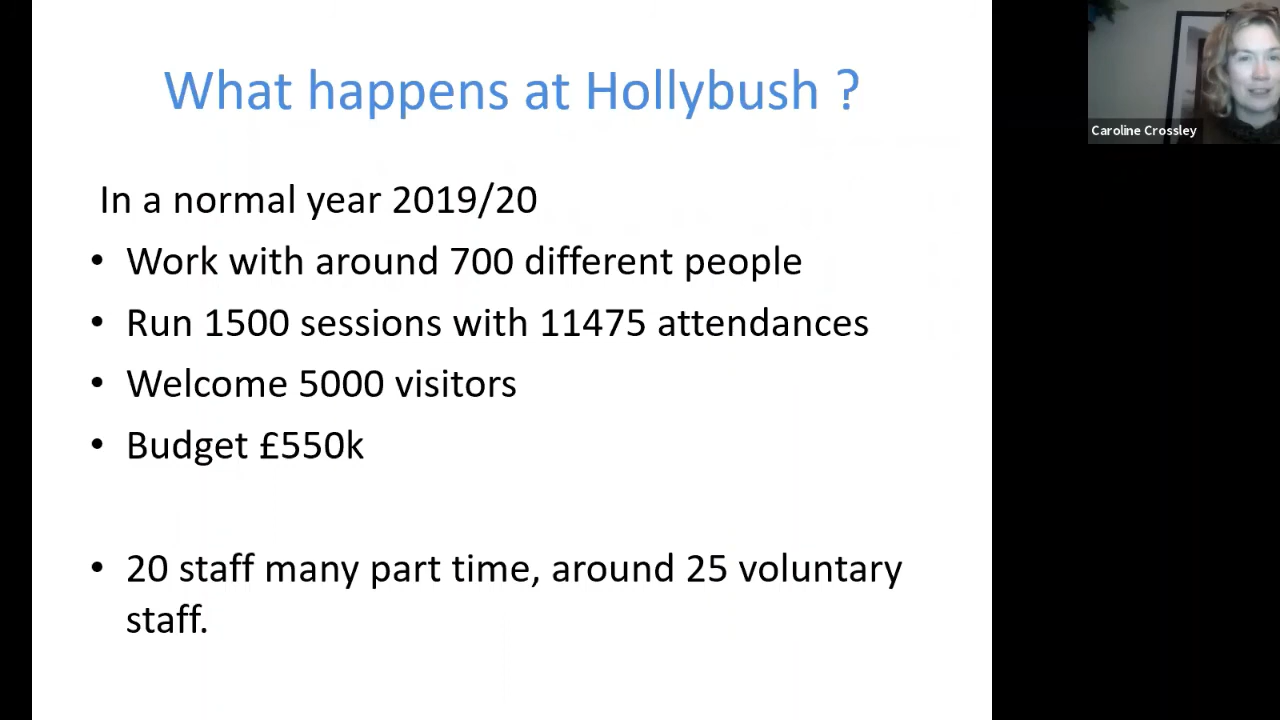 What happens at Hollybush ?
In a normal year 2019/20
• Work with around 700 different people
• Run 1500 sessions with 11475 attendances
• Welcome 5000 visitors
• Budget £550k
• 20 staff many part time, around 25 voluntary
staff.
Caroline Crossley